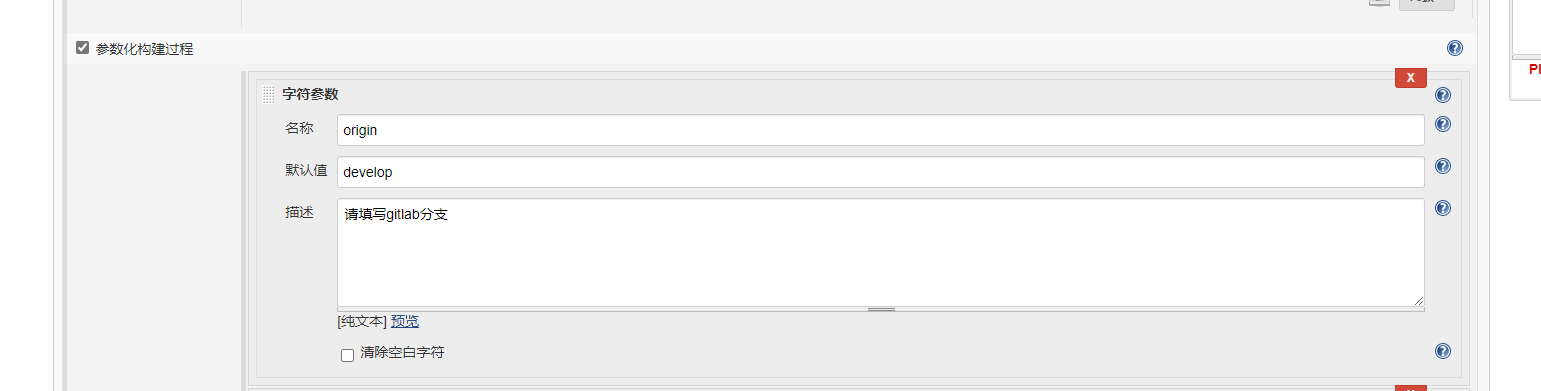 参数化构建过程
X
字符参数
名称
origin
默认值
develop
描述
请填写gitlab分支
[纯文本] 预览
清除空白字符